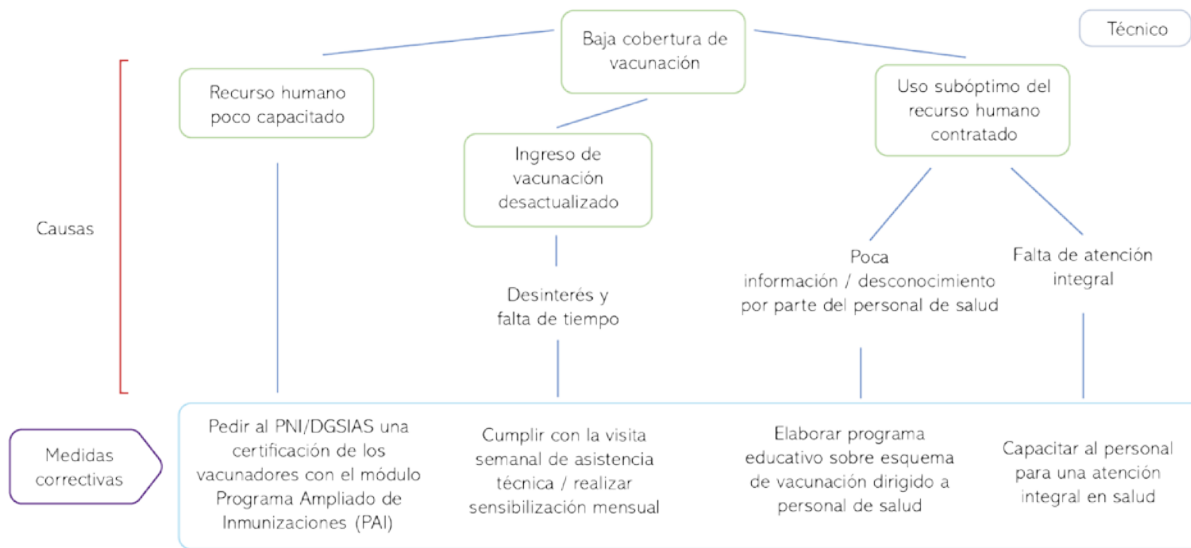 Técnico
Baja cobertura de
vacunación
Recurso humano
poco capacitado
Uso subóptimo del
recurso humano
contratado
Ingreso de
vacunación
desactualizado
Causas
Poca
información / desconocimiento
por parte del personal de salud
Falta de atención
integral
Desinterés y
falta de tiempo
Medidas
correctivas
Pedir al PNI/DGSIAS una
certificación de los
vacunadores con el módulo
Programa Ampliado de
Inmunizaciones (PAI)
Cumplir con la visita
semanal de asistencia
técnica / realizar
sensibilización mensual
Elaborar programa
educativo sobre esquema
de vacunación dirigido a
personal de salud
Capacitar al personal
para una atención
integral en salud